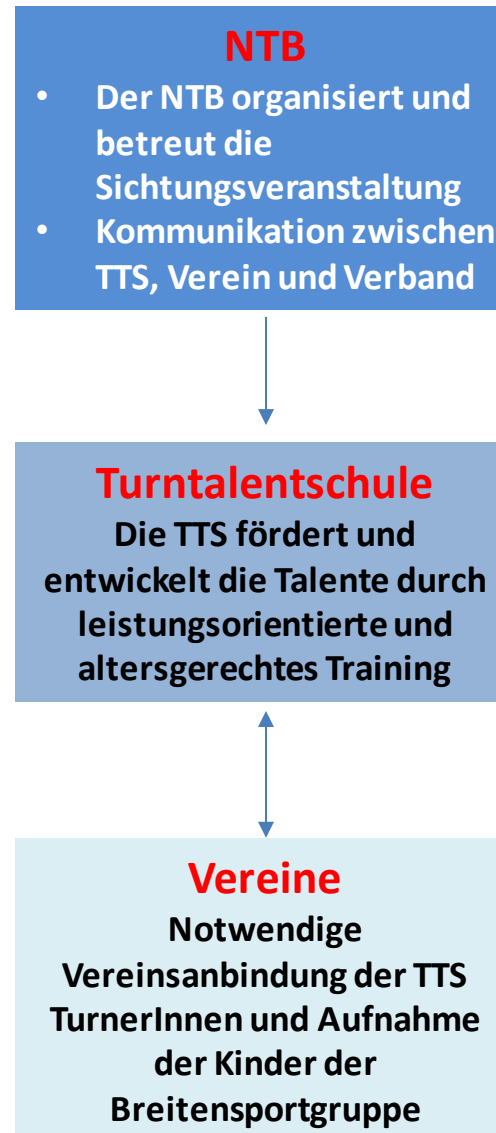 NTB
• Der NTB organisiert und
betreut die
Sichtungsveranstaltung
• Kommunikation zwischen
TTS, Verein und Verband
Turntalentschule
Die TTS fördert und
entwickelt die Talente durch
leistungsorientierte und
altersgerechtes Training
Vereine
Notwendige
Vereinsanbindung der TTS
TurnerInnen und Aufnahme
der Kinder der
Breitensportgruppe